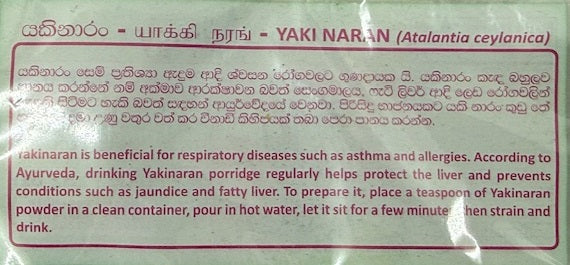 යකිනාරං - யாக்கி நரங் - YAKI NARAN (Atalantia ceylanica)
යකිනාරං සෙම් ප්‍රතිශ්‍යා ඇදුම ආදි ශ්වසන රෝගවලට ගුණදායක යි. යකිනාරං කැඳ බහුලව
පානය කරන්නේ නම් අක්මාව ආරක්ෂාවන බවත් සෙංගමාලය, ෆැටි ලිවර් ආදි ලෙඩ රෝගවලින්
සිටීමට හැකි බවත් සඳහන් ආයුර්වේදයේ වෙනවා. පිරිසිදු භාජනයකට යකි නාරං කුඩු තේ
දමා උණු වතුර වත් කර විනාඩි කිහිපයක් තබා පෙරා පානය කරන්න.
Yakinaran is beneficial for respiratory diseases such as asthma and allergies. According to
Ayurveda, drinking Yakinaran porridge regularly helps protect the liver and prevents
conditions such as jaundice and fatty liver. To prepare it, place a teaspoon of Yakinaran
powder in a clean container, pour in hot water, let it sit for a few minute then strain and
drink.